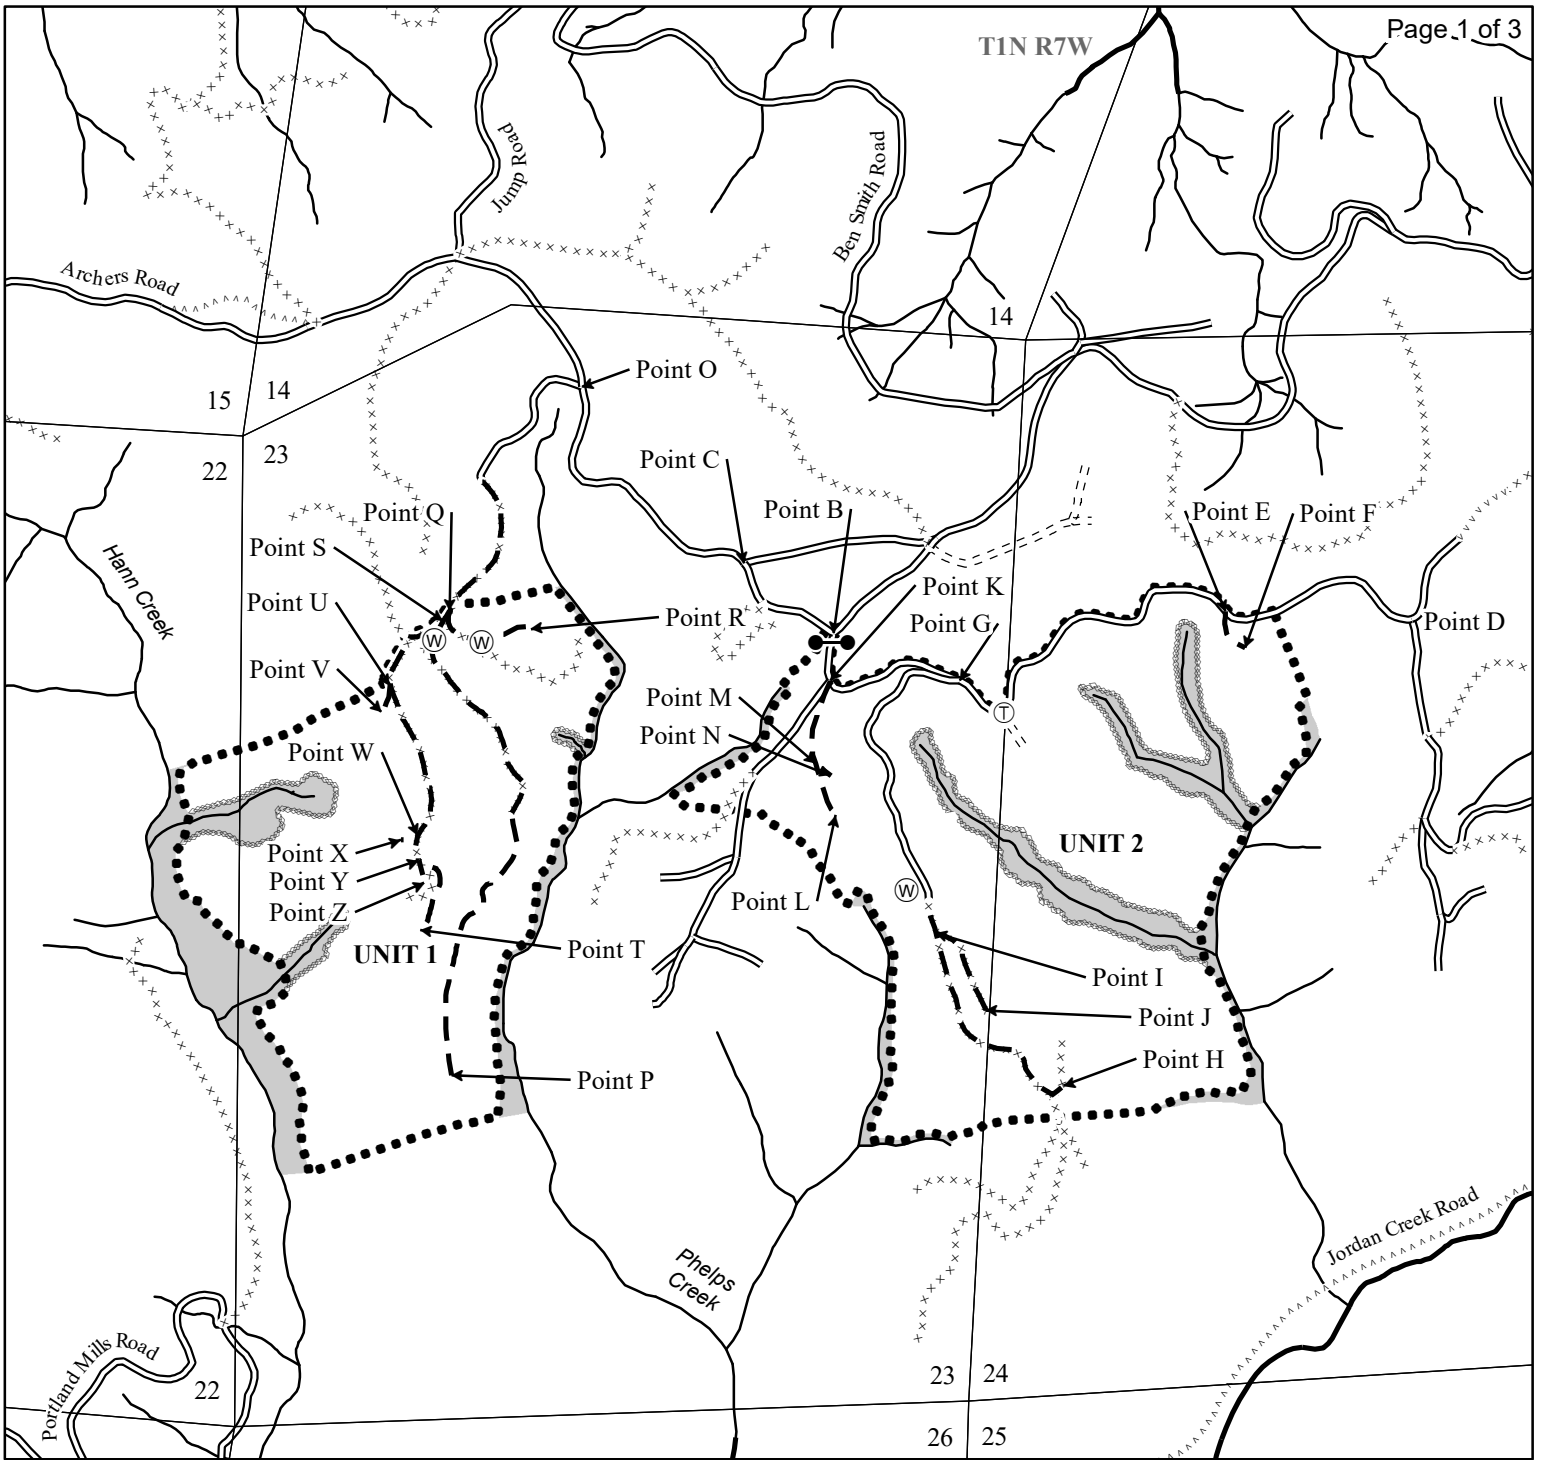 Page 1 of 3
T1N R7W
Jump Road
Ben Smith Road
Archers Road
14
Point O
15
14
22
23
Point C
Point Q
Point B
Point E
Point F
Point S
Hann Creek
Point K
Point U
Point R
Point G
Point D
W
W
Point V
Point M
T
Point N
Point W
UNIT 2
Point X
Point Y
W
Point L
Point Z
UNIT 1
Point T
Point I
Point J
Point H
Point P
Jordan Creek Road
Phelps
Creek
Portland Mills Road
22
23
24
26
25